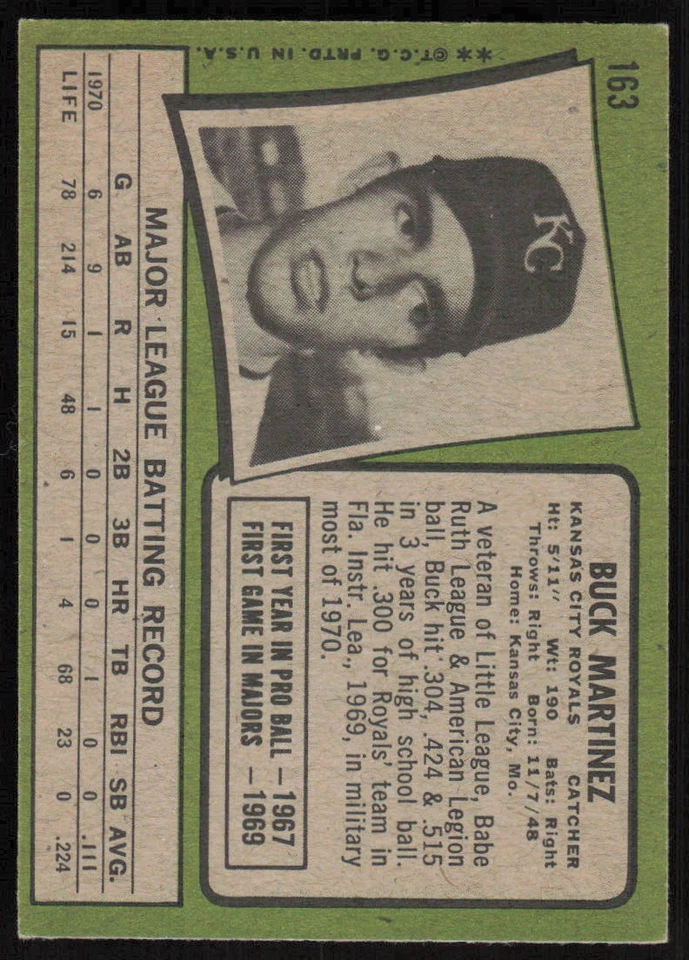 163
**©T.C.G. PRTD. IN U.S.A.
KC
BUCK MARTINEZ
KANSAS CITY ROYALS CATCHER
Ht: 5'11" Wt: 190 Bats: Right
Throws: Right Born: 11/7/48
Home: Kansas City, Mo.
A veteran of Little League, Babe
Ruth League & American Legion
ball, Buck hit .304, .424 & .515
in 3 years of high school ball.
He hit .300 for Royals' team in
Fla. Instr. Lea., 1969, in military
most of 1970.
FIRST YEAR IN PRO BALL — 1967
FIRST GAME IN MAJORS — 1969
MAJOR LEAGUE BATTING RECORD
G AB R H 2B 3B HR TB RBI SB AVG.
1970 6 9 1 1 0 0 0 1 0 0 .111
LIFE 78 214 15 48 6 1 4 68 23 0 .224